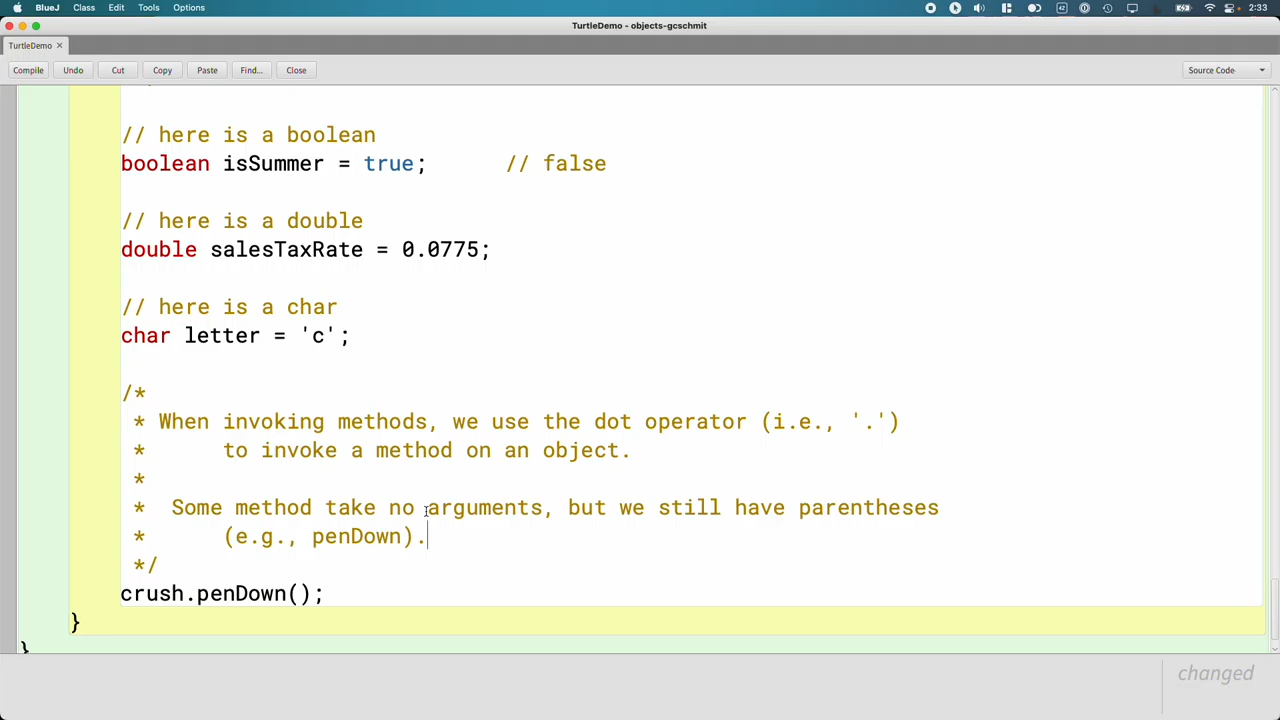 BlueJ Class Edit Tools Options 2:33
TurtleDemo - objects-gcschmit
TurtleDemo ×
Compile Undo Cut Copy Paste Find... Close Source Code
// here is a boolean
boolean isSummer = true; // false
// here is a double
double salesTaxRate = 0.0775;
// here is a char
char letter = 'c';
/*
* When invoking methods, we use the dot operator (i.e., '.')
* to invoke a method on an object.
*
* Some method take no arguments, but we still have parentheses
* (e.g., penDown).
*/
crush.penDown();
}
}
changed